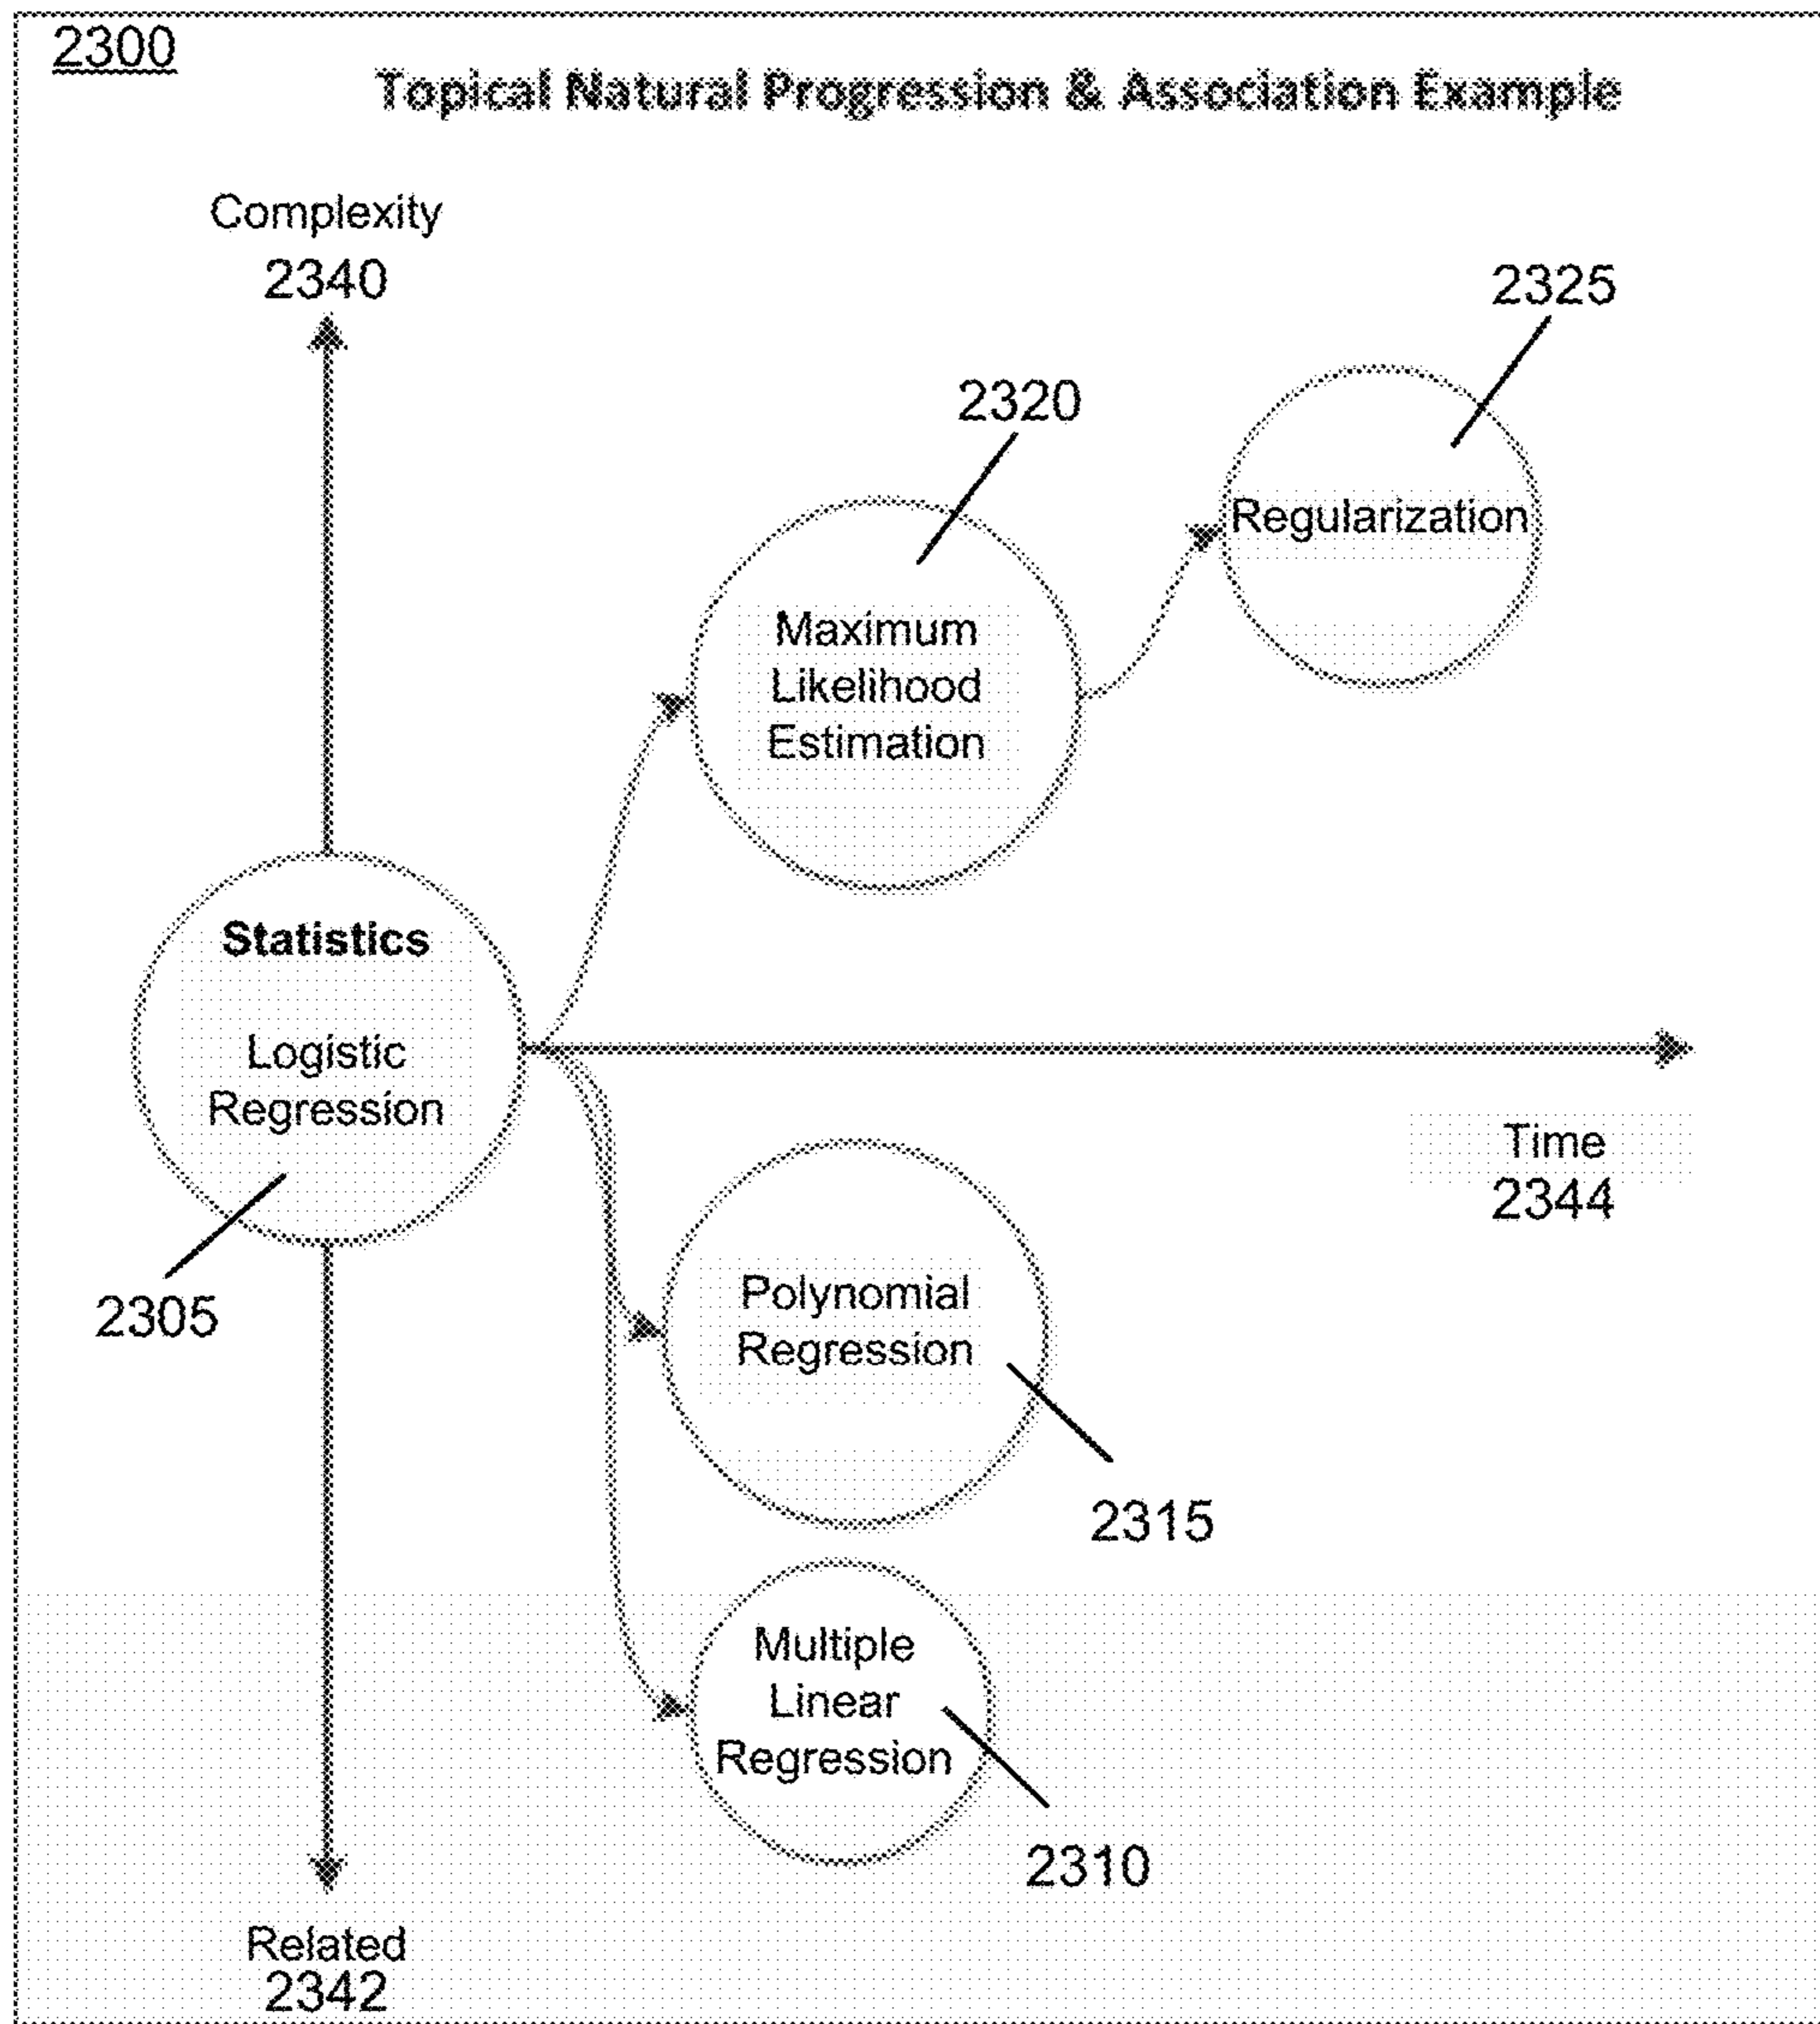 2300
Topical Natural Progression & Association Example
Complexity
2340
2325
2320
Regularization
Maximum
Likelihood
Estimation
Statistics
Logistic
Regression
Time
2344
2305
Polynomial
Regression
2315
Multiple
Linear
Regression
2310
Related
2342